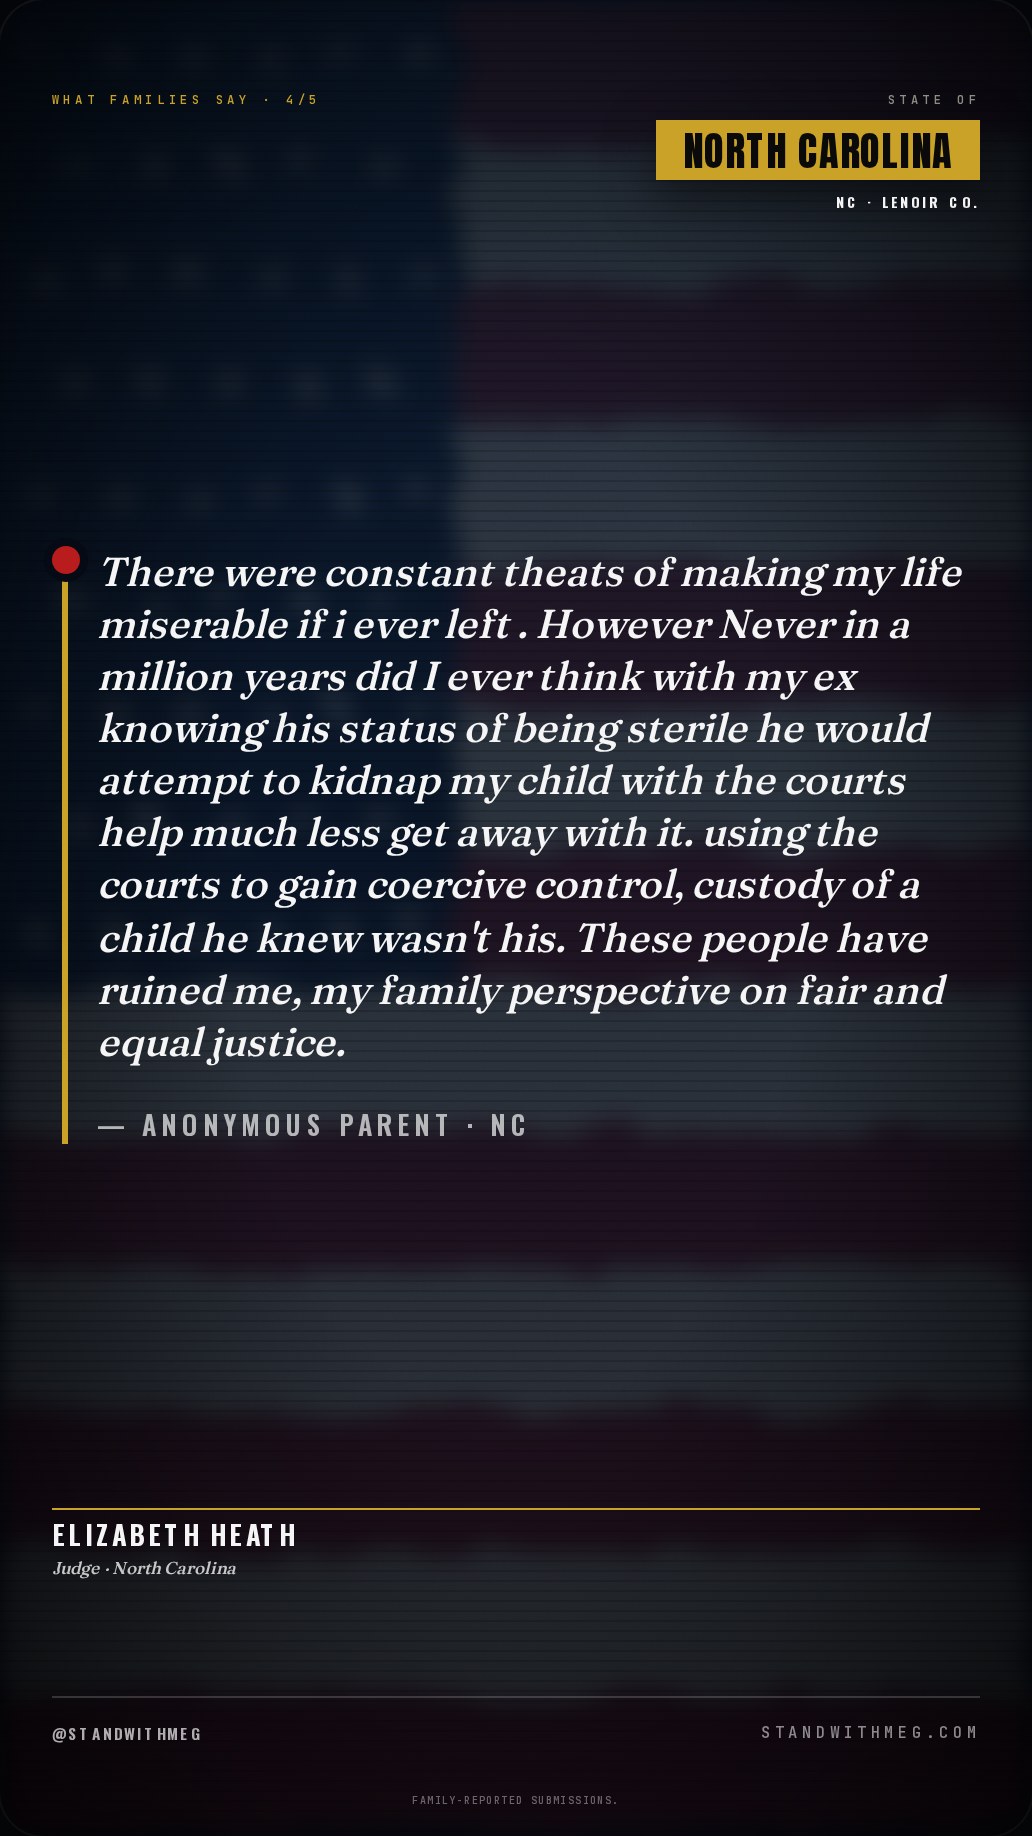 WHAT FAMILIES SAY · 4/5
STATE OF
NORTH CAROLINA
NC · LENOIR CO.
There were constant theats of making my life
miserable if i ever left . However Never in a
million years did I ever think with my ex
knowing his status of being sterile he would
attempt to kidnap my child with the courts
help much less get away with it. using the
courts to gain coercive control, custody of a
child he knew wasn't his. These people have
ruined me, my family perspective on fair and
equal justice.
— ANONYMOUS PARENT · NC
ELIZABETH HEATH
Judge · North Carolina
@STANDWITHMEG
STANDWITHMEG.COM
FAMILY-REPORTED SUBMISSIONS.